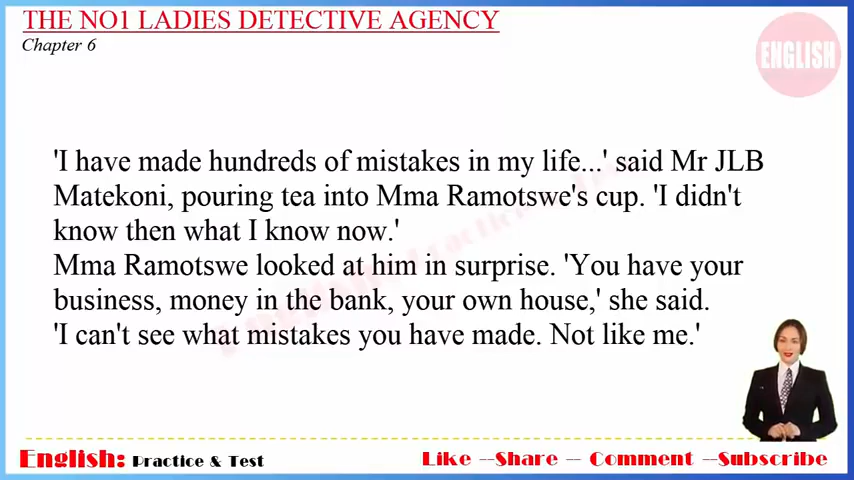 THE NO1 LADIES DETECTIVE AGENCY
Chapter 6
ENGLISH
'I have made hundreds of mistakes in my life...' said Mr JLB
Matekoni, pouring tea into Mma Ramotswe's cup. 'I didn't
know then what I know now.'
Mma Ramotswe looked at him in surprise. 'You have your
business, money in the bank, your own house,' she said.
'I can't see what mistakes you have made. Not like me.'
English: Practice & Test
Like --Share -- Comment --Subscribe